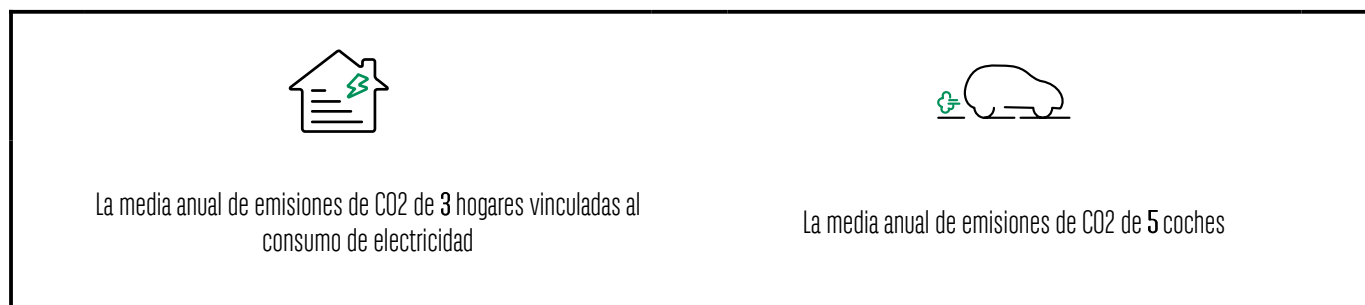 La media anual de emisiones de CO2 de 3 hogares vinculadas al
consumo de electricidad
La media anual de emisiones de CO2 de 5 coches